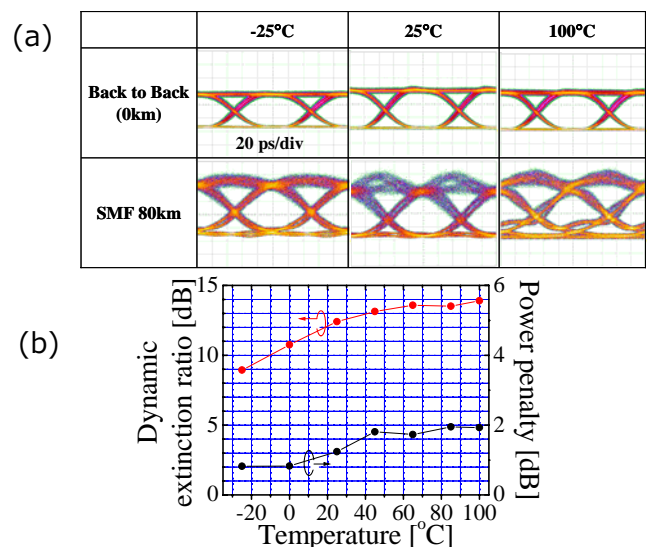 (a)
-25°C 25°C 100°C
Back to Back
(0km)
20 ps/div
SMF 80km
(b)
15 6
10 4
5 2
0 0
Dynamic
extinction ratio [dB]
Power penalty [dB]
-20 0 20 40 60 80 100
Temperature [°C]